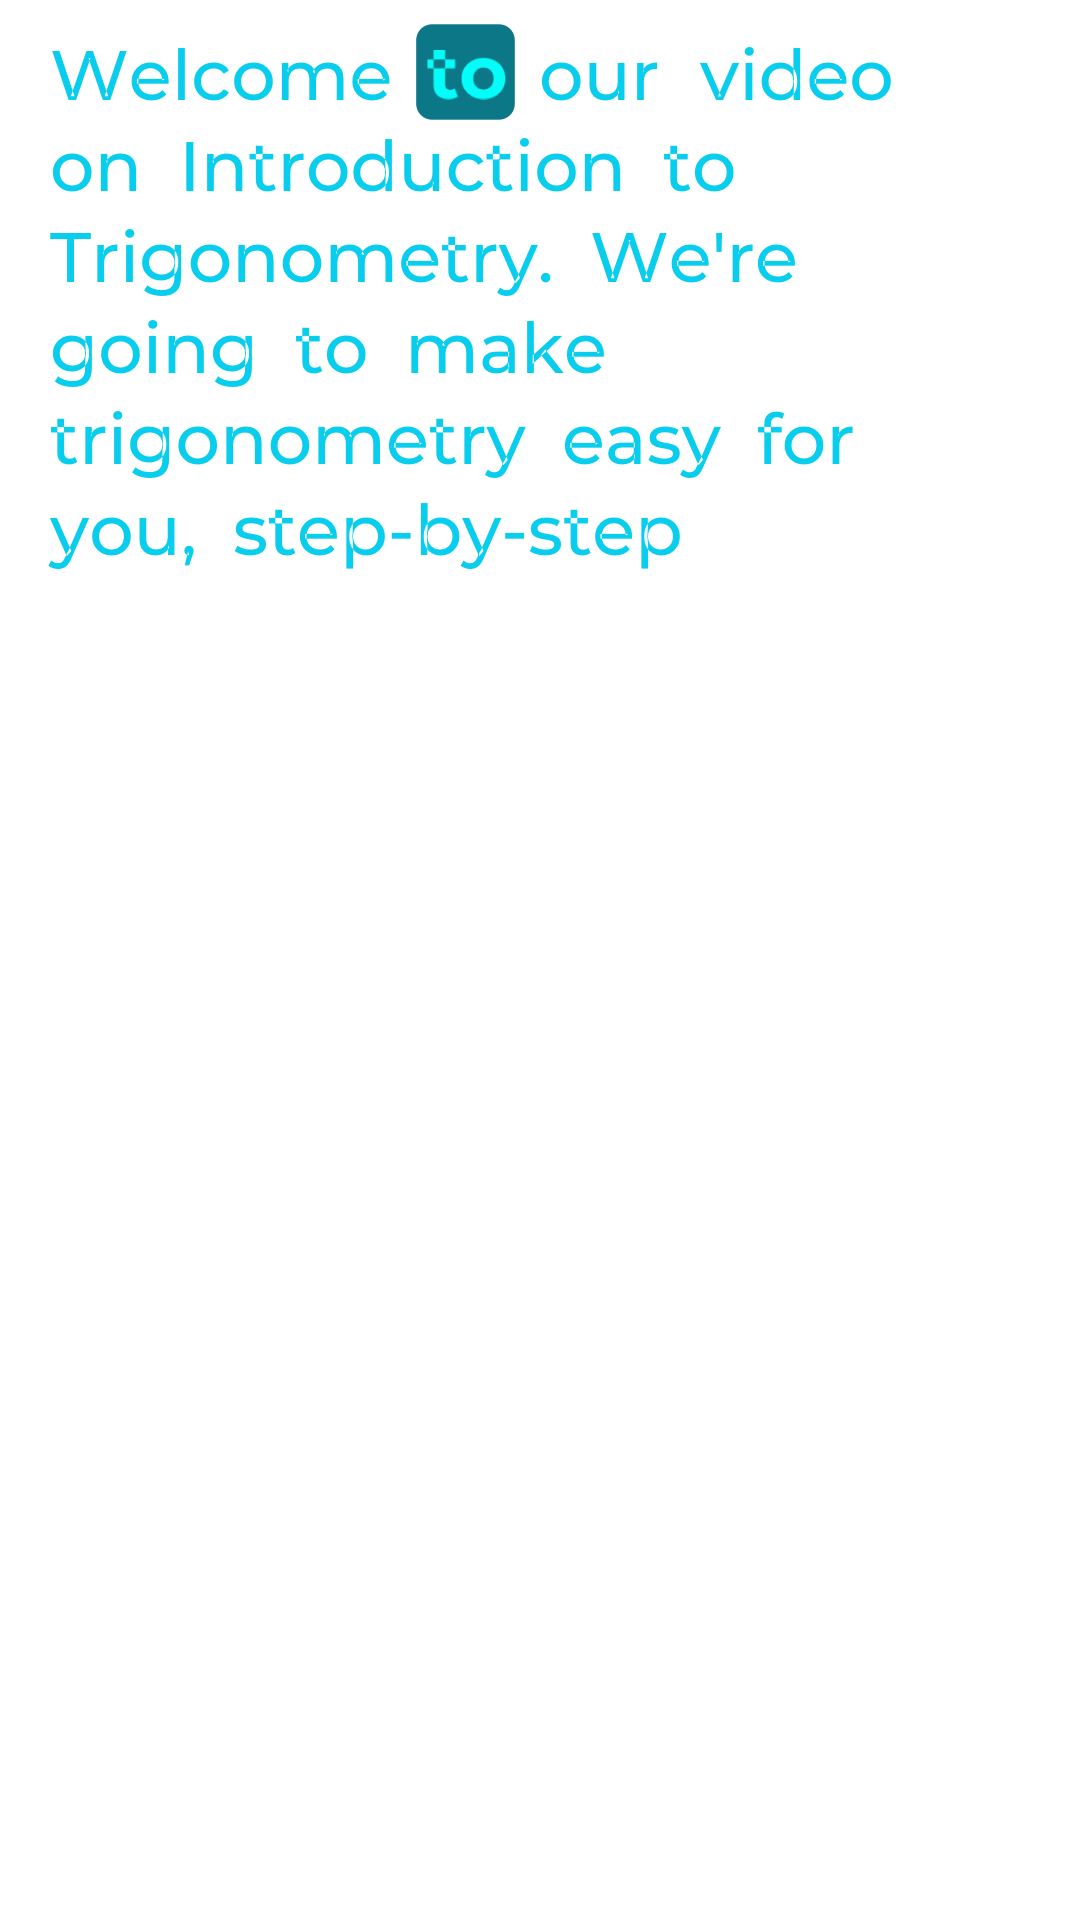 Welcome to our video
on Introduction to
Trigonometry. We're
going to make
trigonometry easy for
you, step-by-step